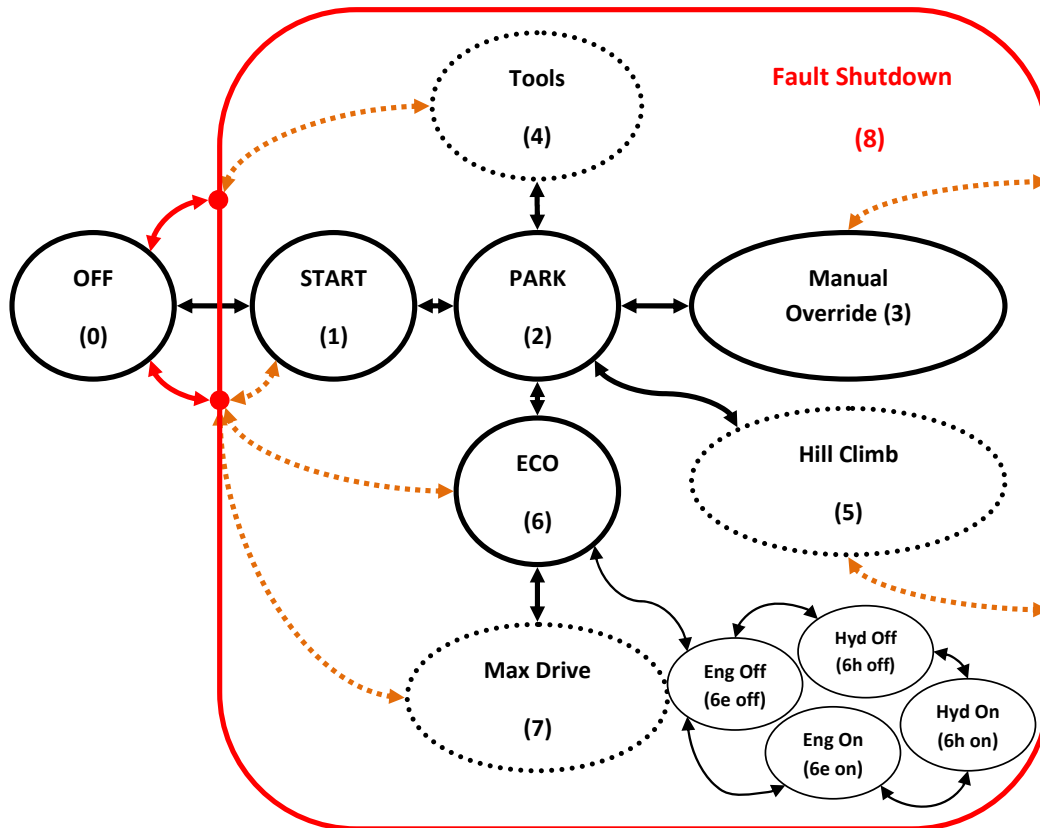 Tools
(4)
Fault Shutdown
(8)
OFF
(0)
START
(1)
PARK
(2)
Manual
Override (3)
ECO
(6)
Hill Climb
(5)
Max Drive
(7)
Eng Off
(6e off)
Hyd Off
(6h off)
Hyd On
(6h on)
Eng On
(6e on)